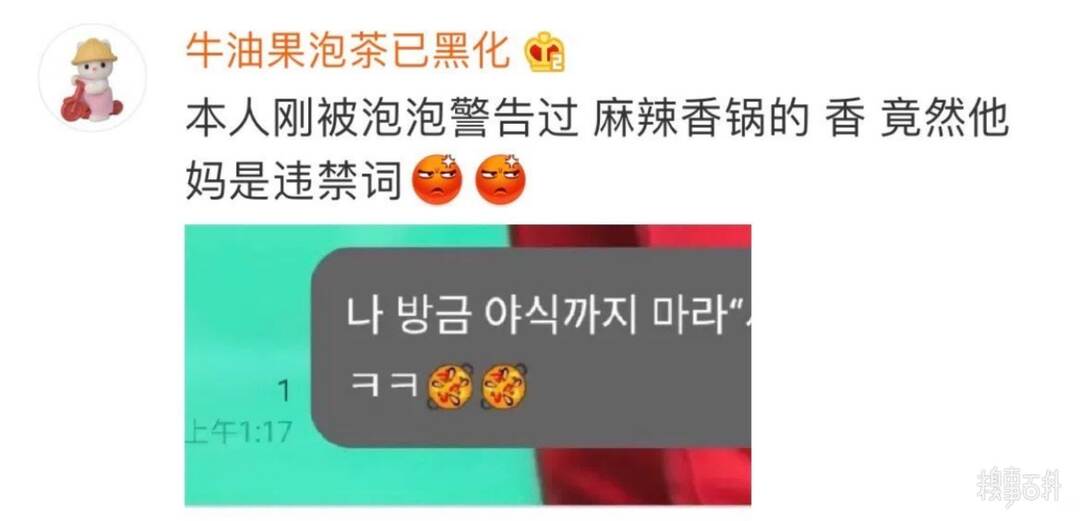 牛油果泡茶已黑化
2
本人刚被泡泡警告过 麻辣香锅的 香 竟然他
妈是违禁词
나 방금 야식까지 마라“
ㅋㅋ
1
上午1:17
糗事百科